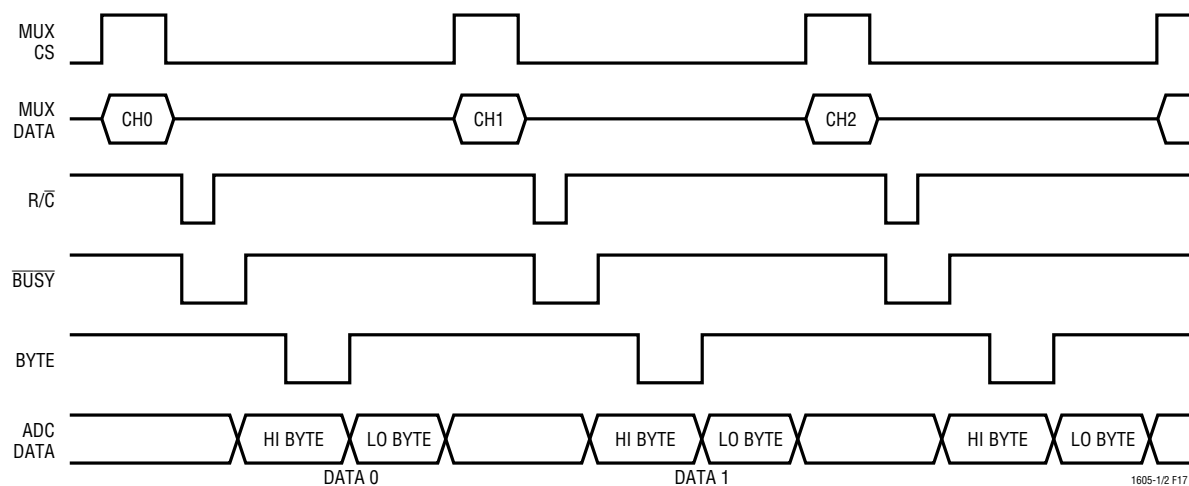 MUX
CS
MUX
DATA
CH0
CH1
CH2
R/C̅
B̅U̅S̅Y̅
BYTE
ADC
DATA
HI BYTE
LO BYTE
HI BYTE
LO BYTE
HI BYTE
LO BYTE
DATA 0
DATA 1
1605-1/2 F17